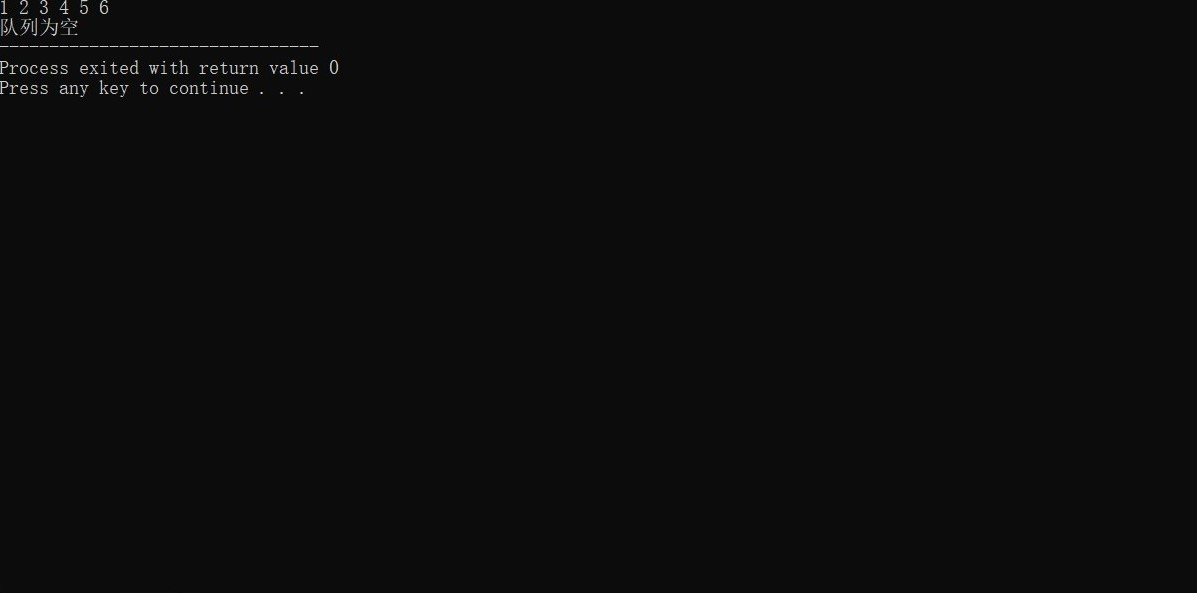 1 2 3 4 5 6
队列为空
--------------------------------
Process exited with return value 0
Press any key to continue . . .